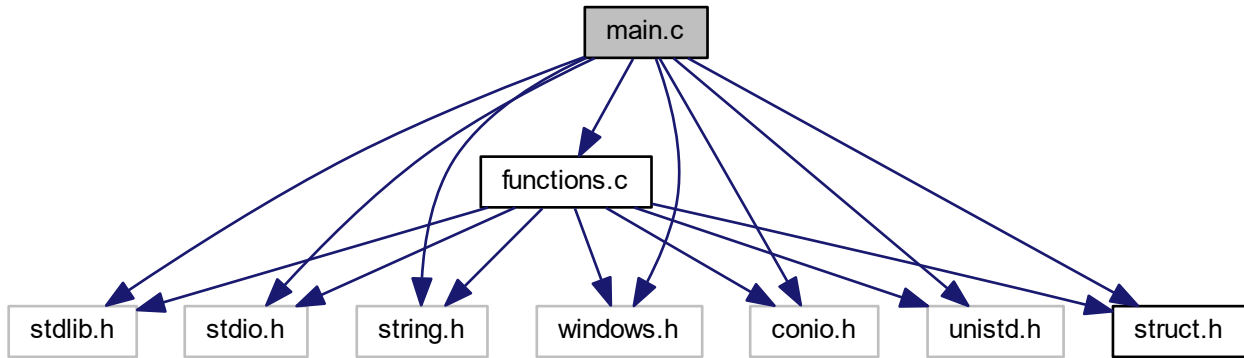 main.c
functions.c
stdlib.h
stdio.h
string.h
windows.h
conio.h
unistd.h
struct.h